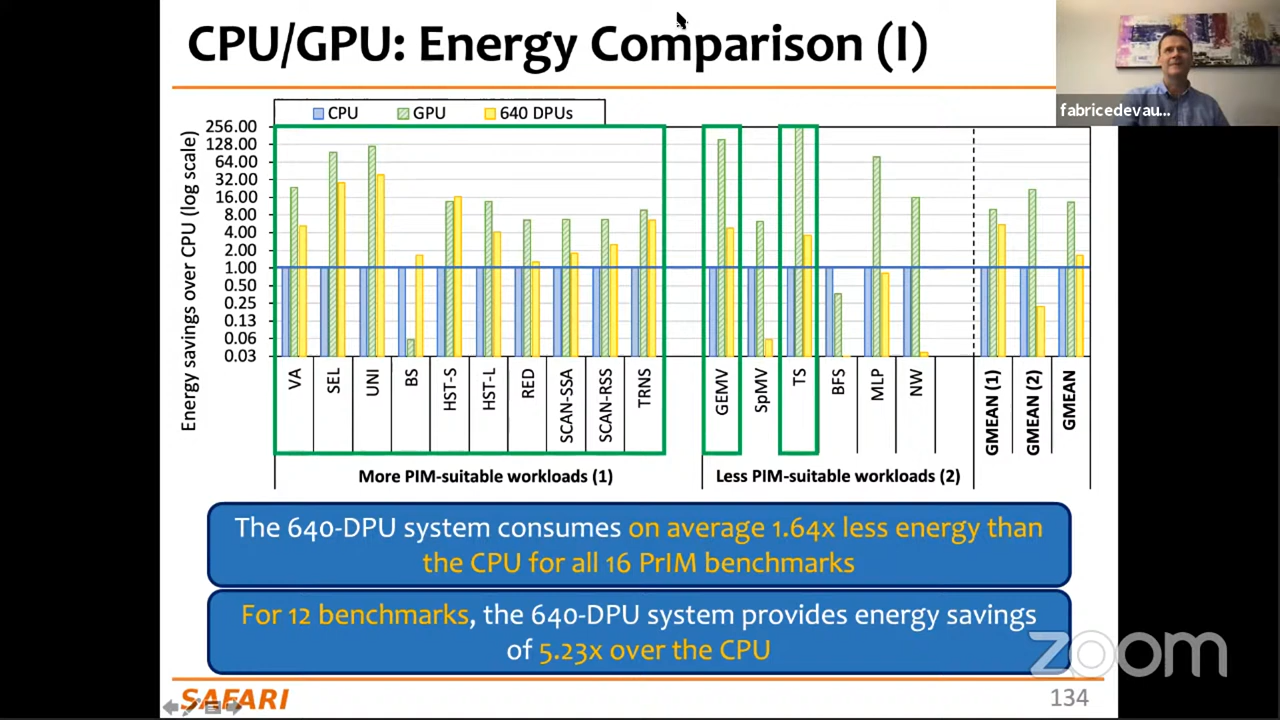 CPU/GPU: Energy Comparison (I)
fabricedevau...
CPU
GPU
640 DPUs
Energy savings over CPU (log scale)
256.00
128.00
64.00
32.00
16.00
8.00
4.00
2.00
1.00
0.50
0.25
0.13
0.06
0.03
VA
SEL
UNI
BS
HST-S
HST-L
RED
SCAN-SSA
SCAN-RSS
TRNS
GEMV
SpMV
TS
BFS
MLP
NW
GMEAN (1)
GMEAN (2)
GMEAN
More PIM-suitable workloads (1)
Less PIM-suitable workloads (2)
The 640-DPU system consumes on average 1.64x less energy than
the CPU for all 16 PrIM benchmarks
For 12 benchmarks, the 640-DPU system provides energy savings
of 5.23x over the CPU
zoom
SAFARI
134